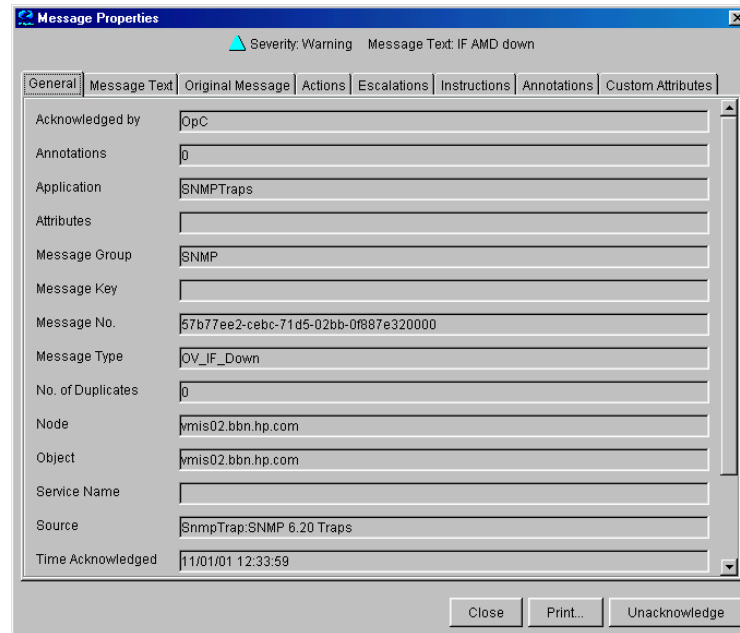 Message Properties
Severity: Warning Message Text: IF AMD down
General Message Text Original Message Actions Escalations Instructions Annotations Custom Attributes
Acknowledged by OpC
Annotations 0
Application SNMPTraps
Attributes
Message Group SNMP
Message Key
Message No. 57b77ee2-cebc-71d5-02bb-0f887e320000
Message Type OV_IF_Down
No. of Duplicates 0
Node vmis02.bbn.hp.com
Object vmis02.bbn.hp.com
Service Name
Source SnmpTrap:SNMP 6.20 Traps
Time Acknowledged 11/01/01 12:33:59
Close Print... Unacknowledge